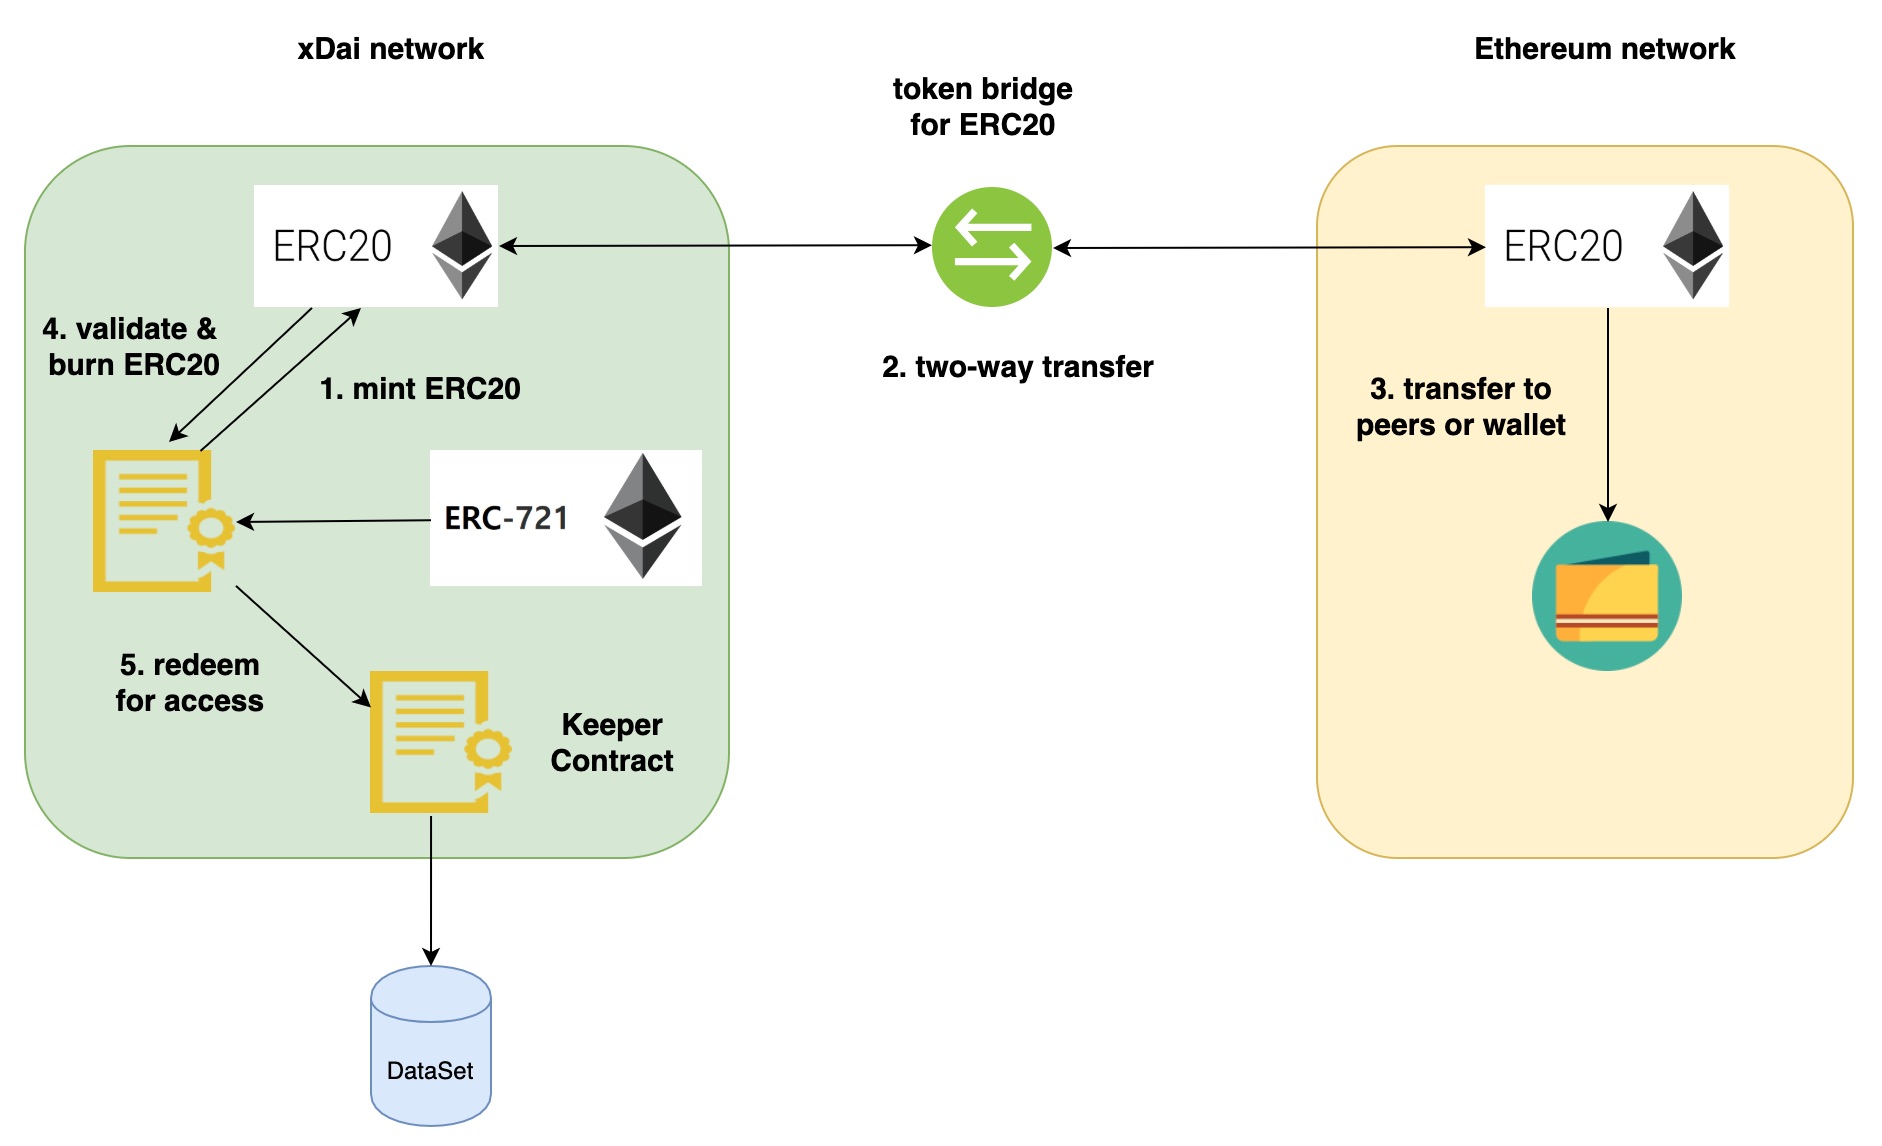 xDai network
Ethereum network
token bridge
for ERC20
ERC20
ERC20
4. validate &
burn ERC20
1. mint ERC20
2. two-way transfer
3. transfer to
peers or wallet
ERC-721
5. redeem
for access
Keeper
Contract
DataSet